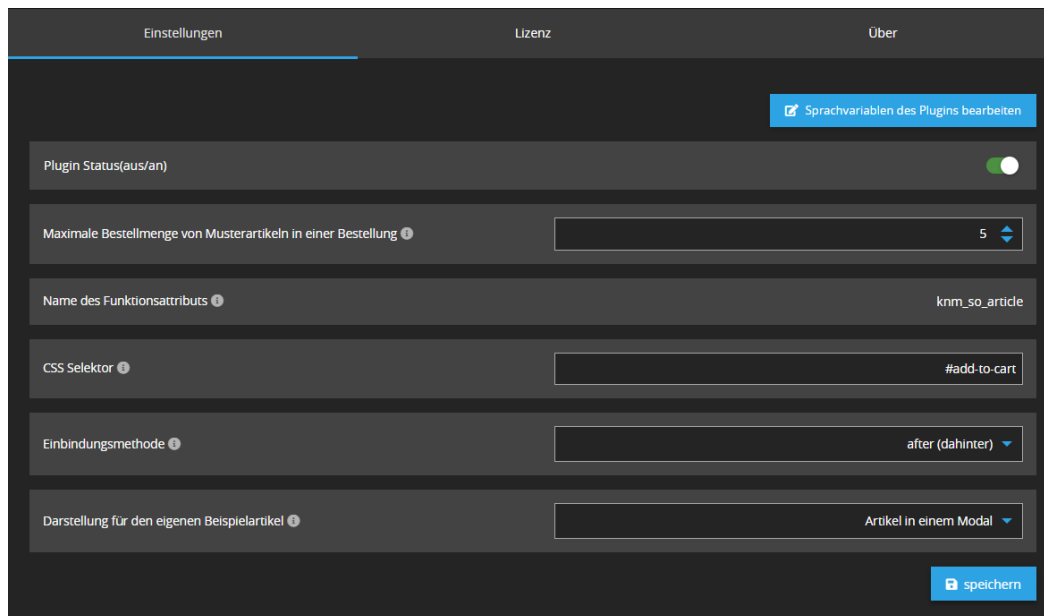 Einstellungen Lizenz Über
Sprachvariablen des Plugins bearbeiten
Plugin Status(aus/an)
Maximale Bestellmenge von Musterartikeln in einer Bestellung 5
Name des Funktionsattributs knm_so_article
CSS Selektor #add-to-cart
Einbindungsmethode after (dahinter)
Darstellung für den eigenen Beispielartikel Artikel in einem Modal
speichern